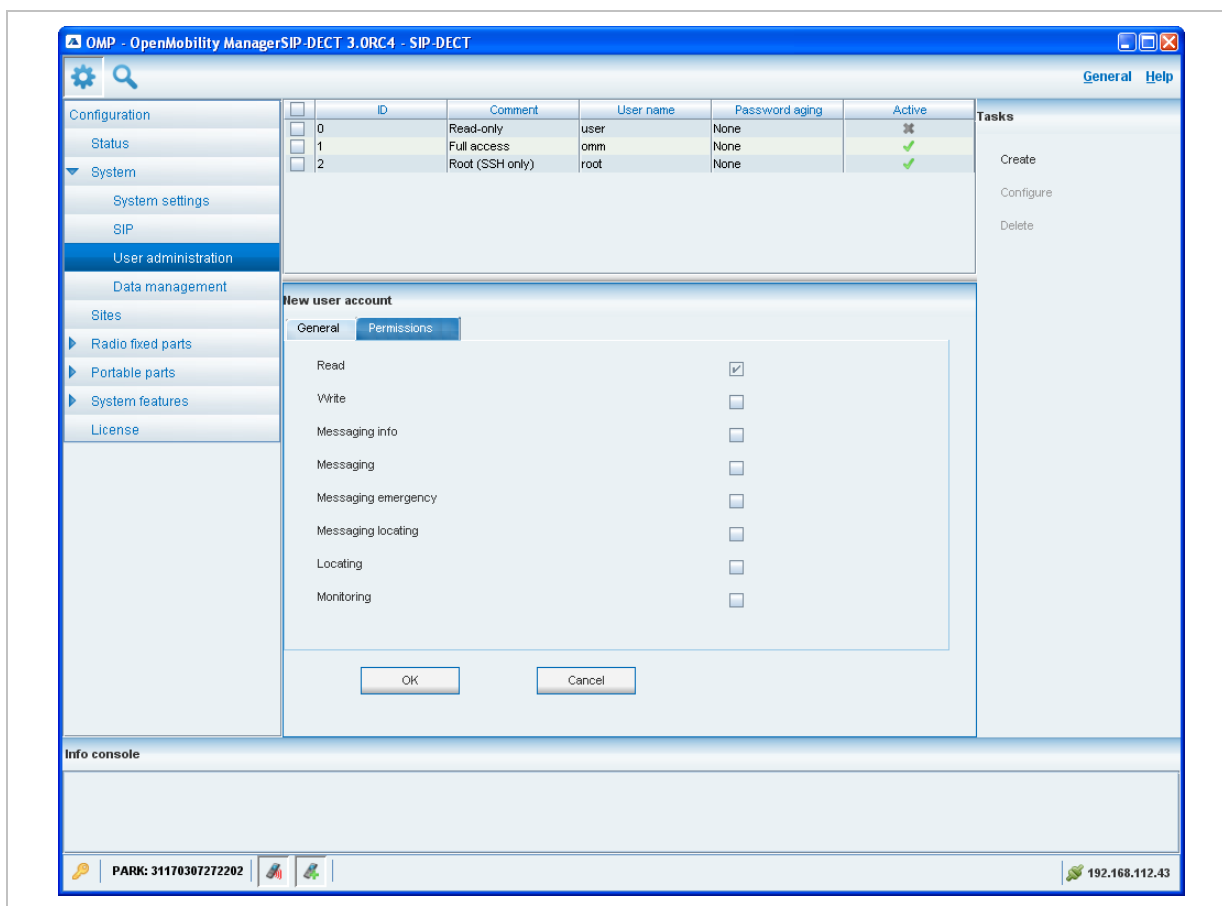 OMP - OpenMobility ManagerSIP-DECT 3.0RC4 - SIP-DECT
General Help
Configuration
Status
System
System settings
SIP
User administration
Data management
Sites
Radio fixed parts
Portable parts
System features
License
ID Comment User name Password aging Active
0 Read-only user None
1 Full access omm None
2 Root (SSH only) root None
New user account
General Permissions
Read
Write
Messaging info
Messaging
Messaging emergency
Messaging locating
Locating
Monitoring
OK Cancel
Tasks
Create
Configure
Delete
Info console
PARK: 31170307272202
192.168.112.43